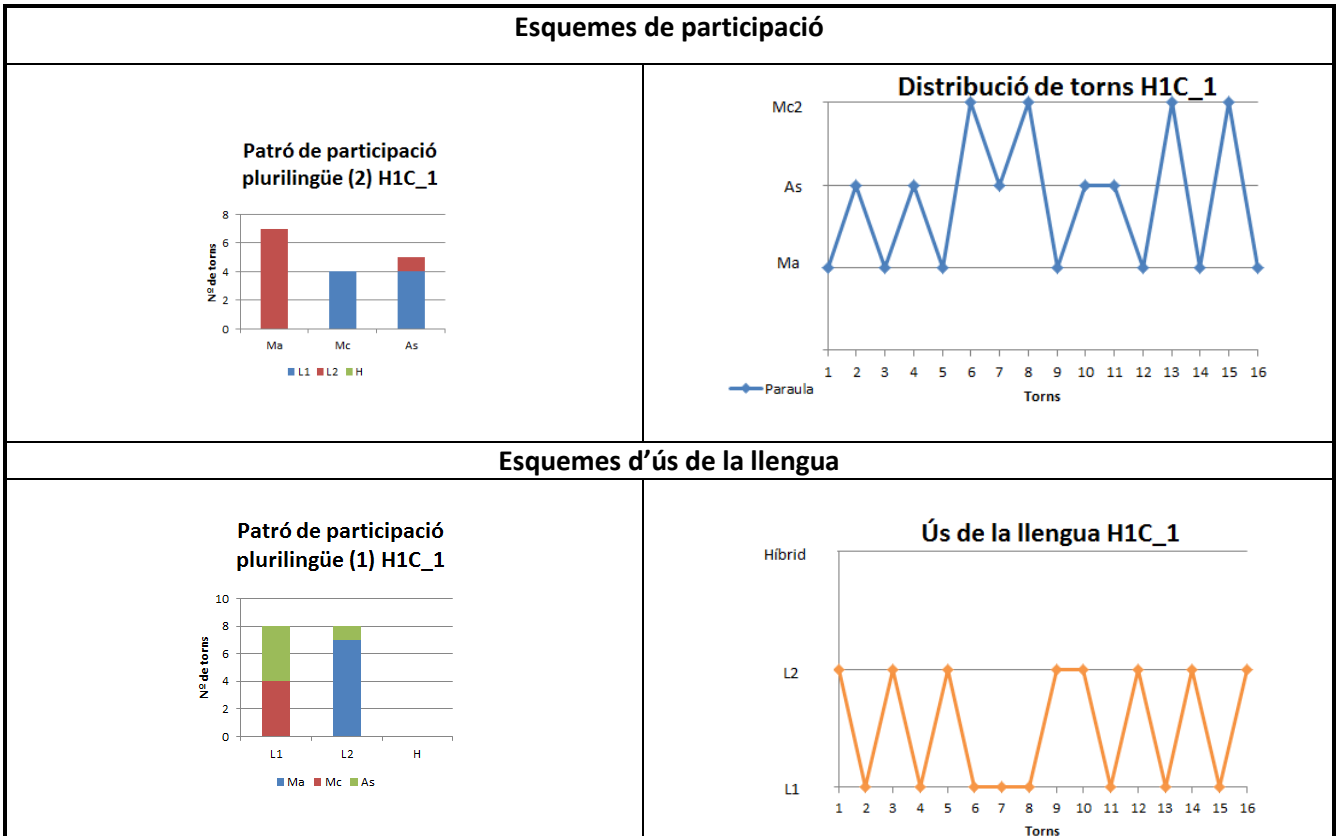 Esquemes de participació
Patró de participació
plurilingüe (2) H1C_1
8
6
4
2
0
Nº de torns
Ma Mc As
L1 L2 H
Distribució de torns H1C_1
Mc2
As
Ma
1 2 3 4 5 6 7 8 9 10 11 12 13 14 15 16
Paraula
Torns
Esquemes d'ús de la llengua
Patró de participació
plurilingüe (1) H1C_1
10
8
6
4
2
0
Nº de torns
L1 L2 H
Ma Mc As
Ús de la llengua H1C_1
Híbrid
L2
L1
1 2 3 4 5 6 7 8 9 10 11 12 13 14 15 16
Torns